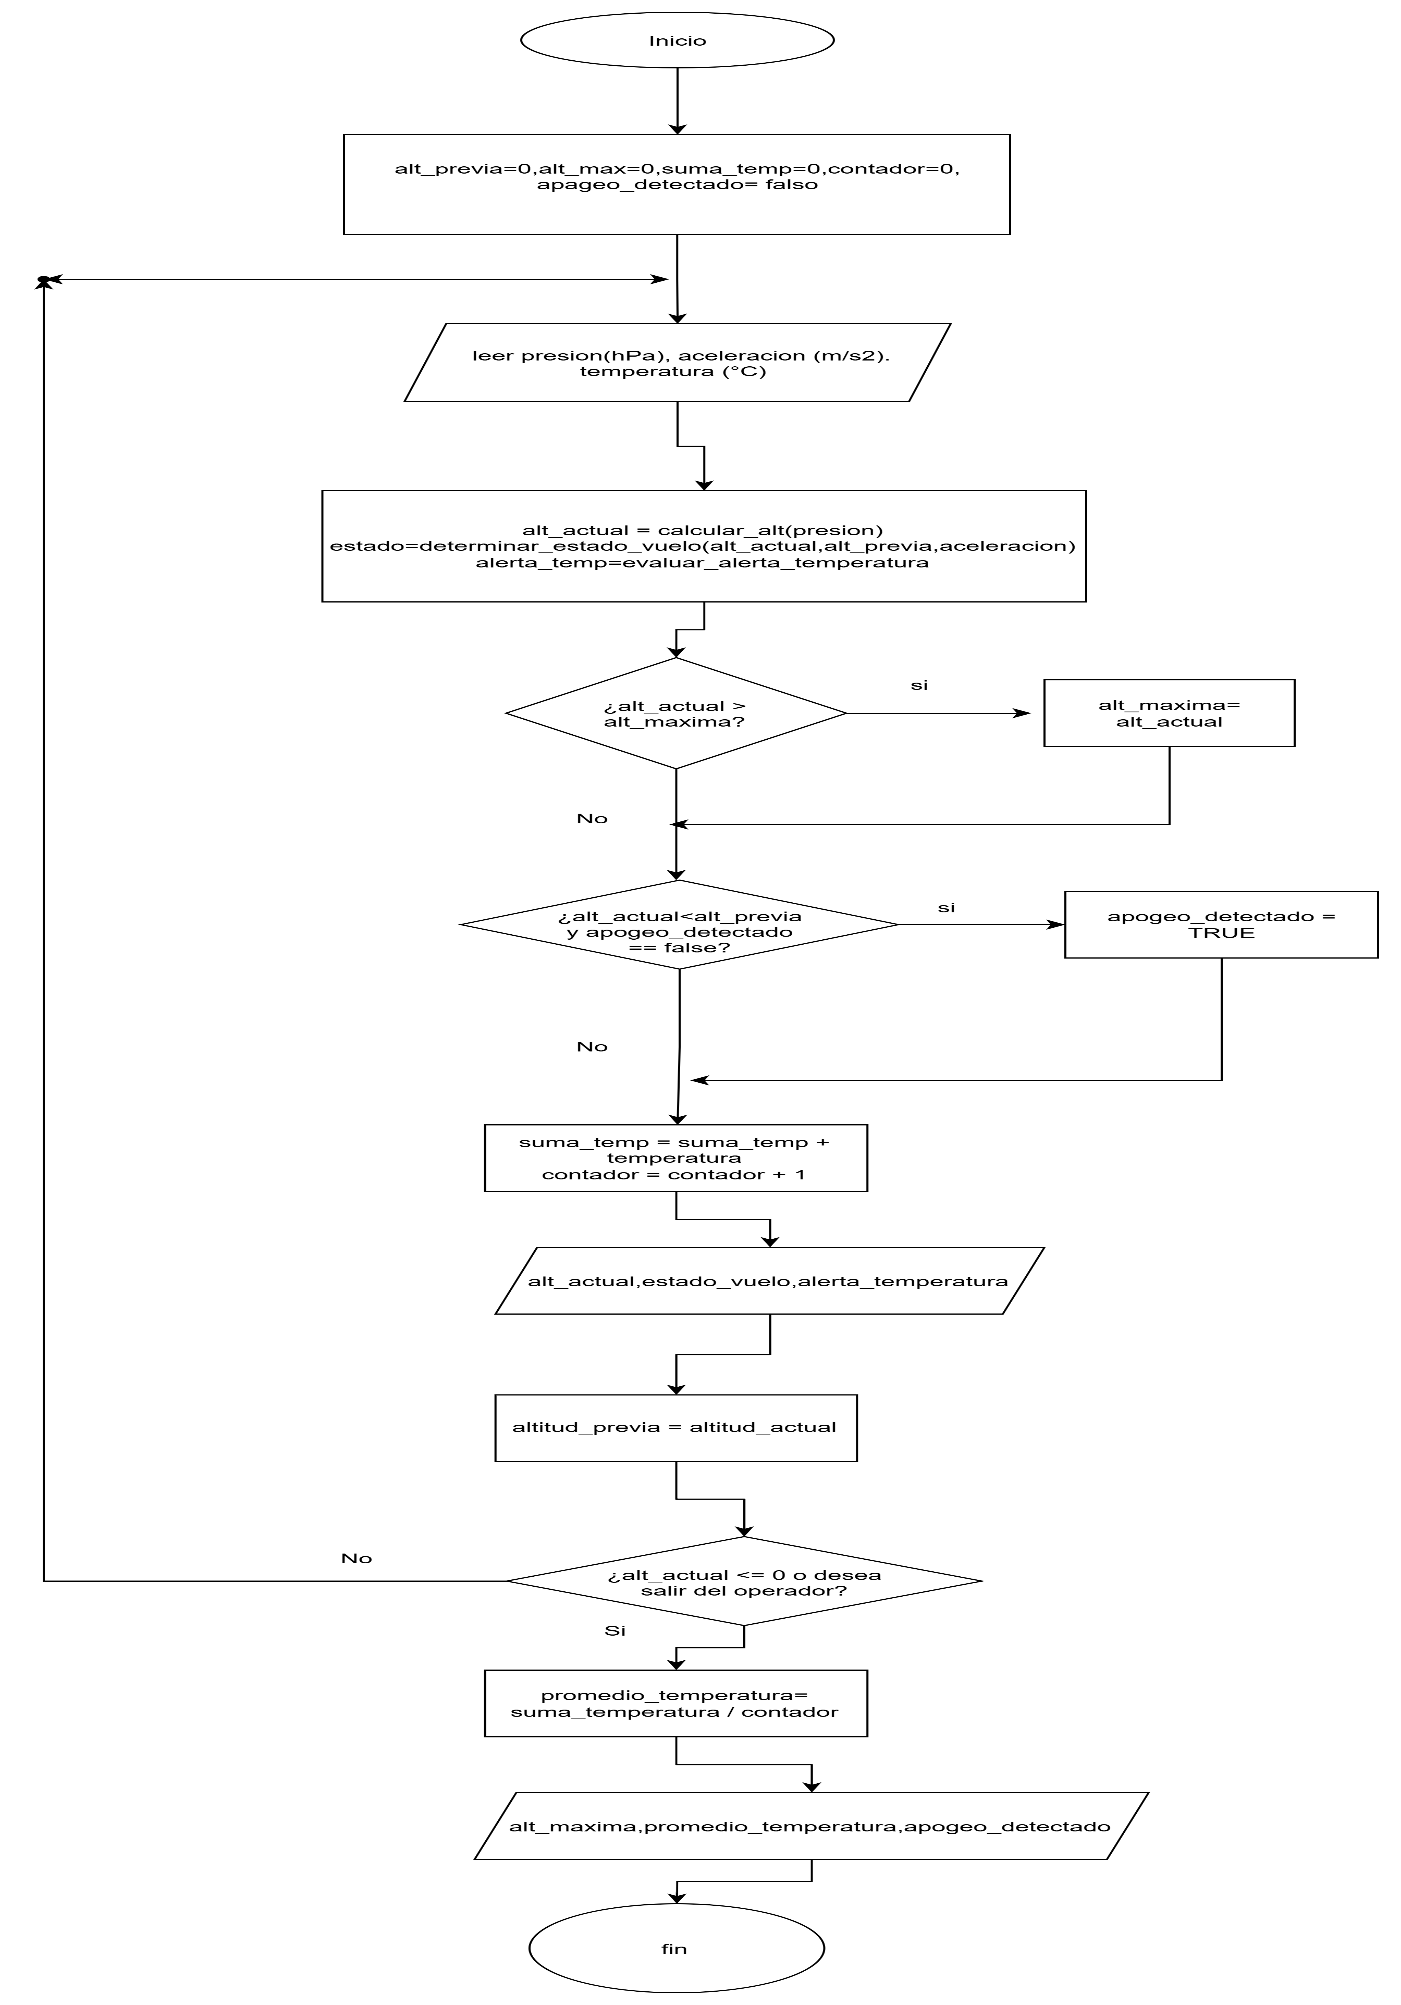 Inicio
alt_previa=0,alt_max=0,suma_temp=0,contador=0,
apageo_detectado= falso
leer presion(hPa), aceleracion (m/s2).
temperatura (°C)
alt_actual = calcular_alt(presion)
estado=determinar_estado_vuelo(alt_actual,alt_previa,aceleracion)
alerta_temp=evaluar_alerta_temperatura
¿alt_actual >
alt_maxima?
si
alt_maxima=
alt_actual
No
¿alt_actual<alt_previa
y apogeo_detectado
== false?
si
apogeo_detectado =
TRUE
No
suma_temp = suma_temp +
temperatura
contador = contador + 1
alt_actual,estado_vuelo,alerta_temperatura
altitud_previa = altitud_actual
No
¿alt_actual <= 0 o desea
salir del operador?
Si
promedio_temperatura=
suma_temperatura / contador
alt_maxima,promedio_temperatura,apogeo_detectado
fin